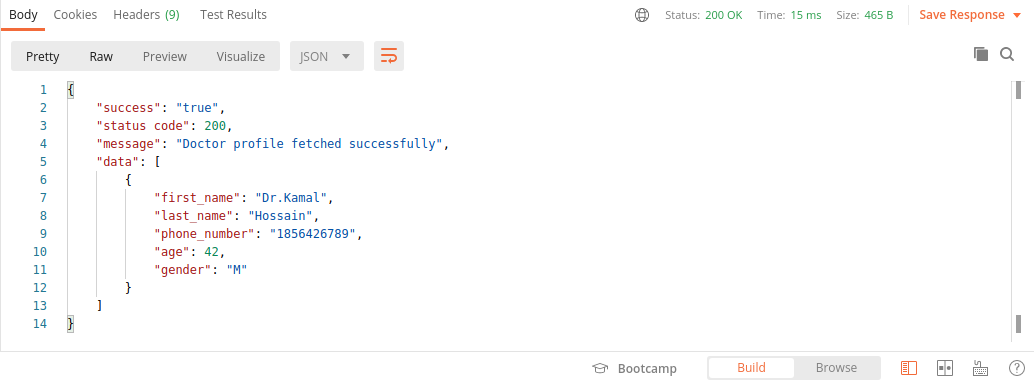 Body Cookies Headers (9) Test Results Status: 200 OK Time: 15 ms Size: 465 B Save Response
Pretty Raw Preview Visualize JSON
1 {
2 "success": "true",
3 "status code": 200,
4 "message": "Doctor profile fetched successfully",
5 "data": [
6 {
7 "first_name": "Dr.Kamal",
8 "last_name": "Hossain",
9 "phone_number": "1856426789",
10 "age": 42,
11 "gender": "M"
12 }
13 ]
14 }
Bootcamp Build Browse ?